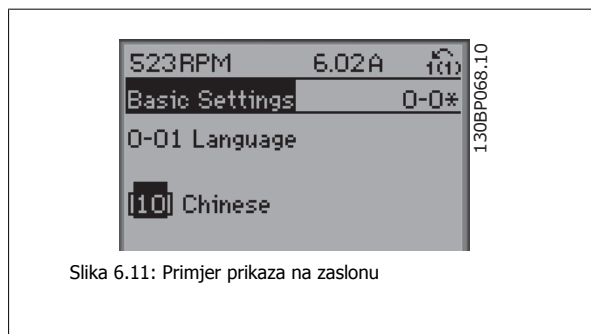 523RPM 6.02A 1(1)
Basic Settings 0-0*
0-01 Language
[10] Chinese
130BP068.10
Slika 6.11: Primjer prikaza na zaslonu